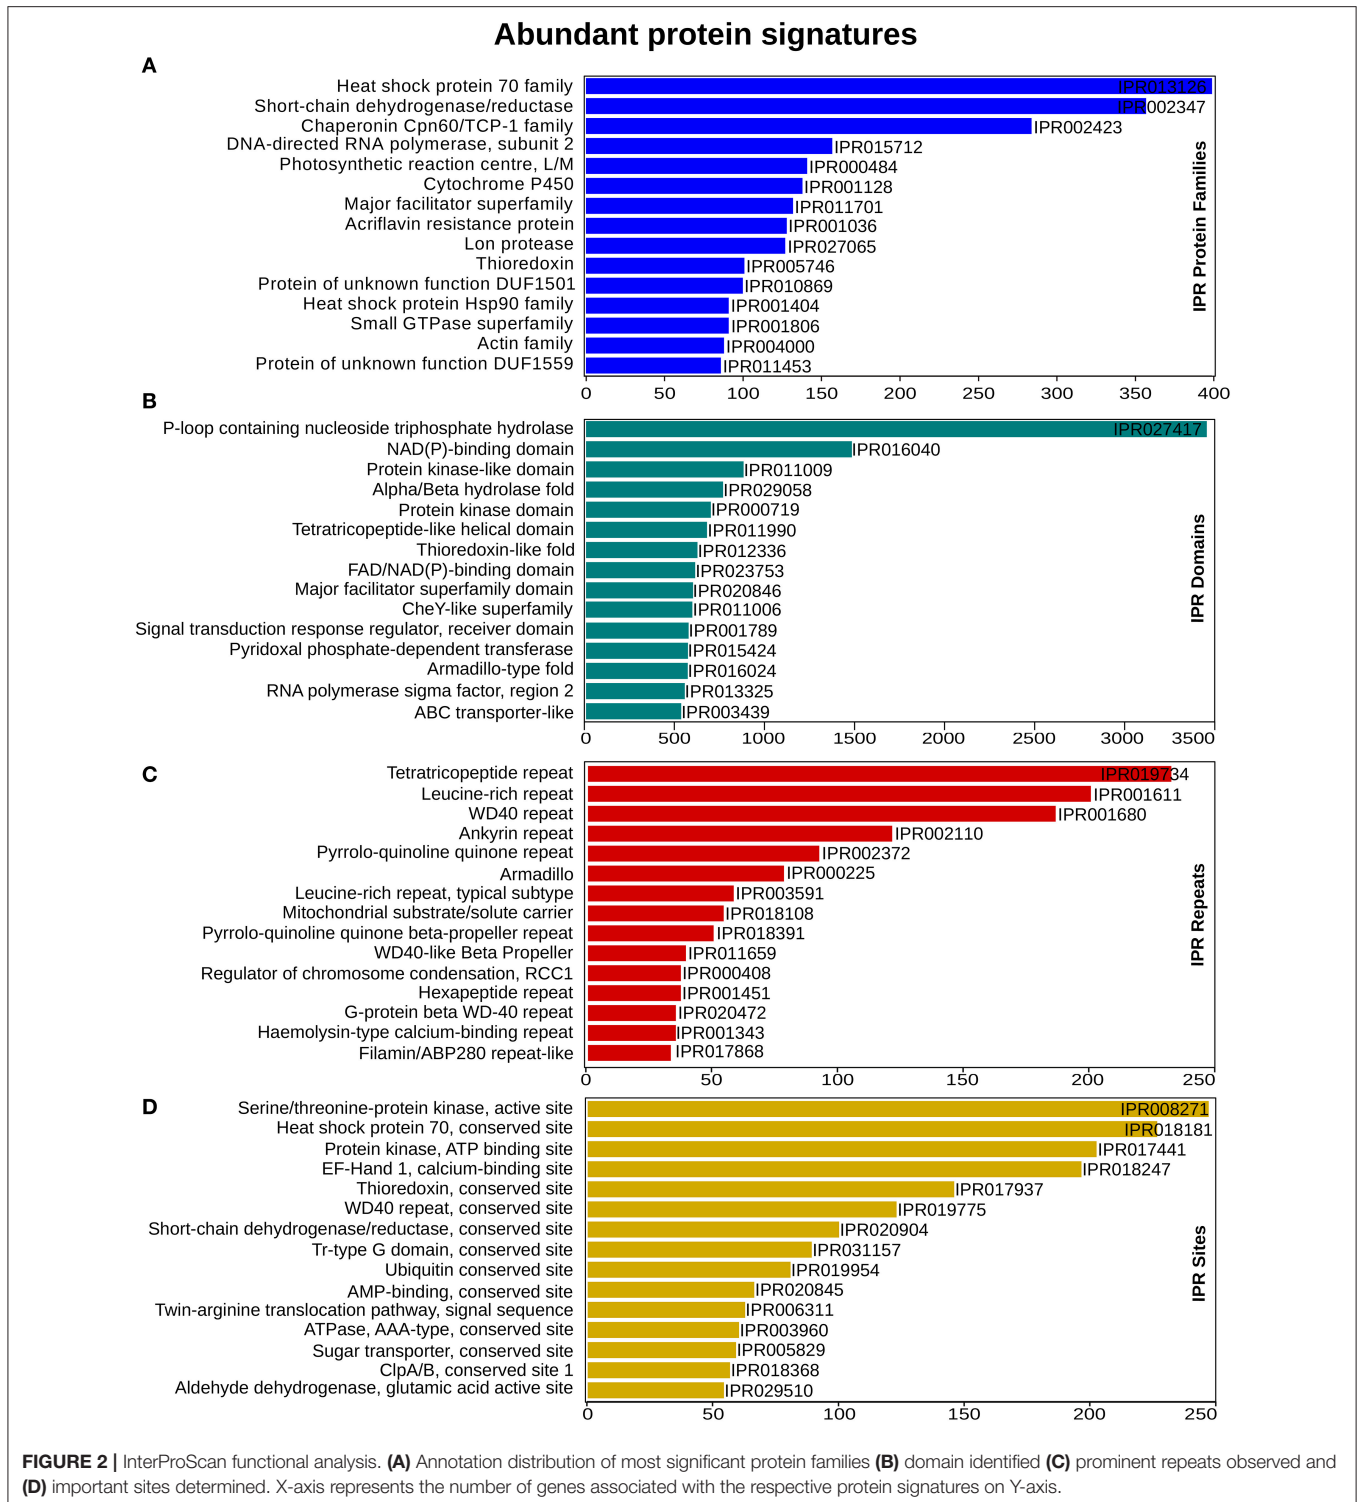 Abundant protein signatures
A
Heat shock protein 70 family IPR013126
Short-chain dehydrogenase/reductase IPR002347
Chaperonin Cpn60/TCP-1 family IPR002423
DNA-directed RNA polymerase, subunit 2 IPR015712
Photosynthetic reaction centre, L/M IPR000484
Cytochrome P450 IPR001128
Major facilitator superfamily IPR011701
Acriflavin resistance protein IPR001036
Lon protease IPR027065
Thioredoxin IPR005746
Protein of unknown function DUF1501 IPR010869
Heat shock protein Hsp90 family IPR001404
Small GTPase superfamily IPR001806
Actin family IPR004000
Protein of unknown function DUF1559 IPR011453
IPR Protein Families
0 50 100 150 200 250 300 350 400
B
P-loop containing nucleoside triphosphate hydrolase IPR027417
NAD(P)-binding domain IPR016040
Protein kinase-like domain IPR011009
Alpha/Beta hydrolase fold IPR029058
Protein kinase domain IPR000719
Tetratricopeptide-like helical domain IPR011990
Thioredoxin-like fold IPR012336
FAD/NAD(P)-binding domain IPR023753
Major facilitator superfamily domain IPR020846
CheY-like superfamily IPR011006
Signal transduction response regulator, receiver domain IPR001789
Pyridoxal phosphate-dependent transferase IPR015424
Armadillo-type fold IPR016024
RNA polymerase sigma factor, region 2 IPR013325
ABC transporter-like IPR003439
IPR Domains
0 500 1000 1500 2000 2500 3000 3500
C
Tetratricopeptide repeat IPR019734
Leucine-rich repeat IPR001611
WD40 repeat IPR001680
Ankyrin repeat IPR002110
Pyrrolo-quinoline quinone repeat IPR002372
Armadillo IPR000225
Leucine-rich repeat, typical subtype IPR003591
Mitochondrial substrate/solute carrier IPR018108
Pyrrolo-quinoline quinone beta-propeller repeat IPR018391
WD40-like Beta Propeller IPR011659
Regulator of chromosome condensation, RCC1 IPR000408
Hexapeptide repeat IPR001451
G-protein beta WD-40 repeat IPR020472
Haemolysin-type calcium-binding repeat IPR001343
Filamin/ABP280 repeat-like IPR017868
IPR Repeats
0 50 100 150 200 250
D
Serine/threonine-protein kinase, active site IPR008271
Heat shock protein 70, conserved site IPR018181
Protein kinase, ATP binding site IPR017441
EF-Hand 1, calcium-binding site IPR018247
Thioredoxin, conserved site IPR017937
WD40 repeat, conserved site IPR019775
Short-chain dehydrogenase/reductase, conserved site IPR020904
Tr-type G domain, conserved site IPR031157
Ubiquitin conserved site IPR019954
AMP-binding, conserved site IPR020845
Twin-arginine translocation pathway, signal sequence IPR006311
ATPase, AAA-type, conserved site IPR003960
Sugar transporter, conserved site IPR005829
ClpA/B, conserved site 1 IPR018368
Aldehyde dehydrogenase, glutamic acid active site IPR029510
IPR Sites
0 50 100 150 200 250
FIGURE 2 | InterProScan functional analysis. (A) Annotation distribution of most significant protein families (B) domain identified (C) prominent repeats observed and
(D) important sites determined. X-axis represents the number of genes associated with the respective protein signatures on Y-axis.